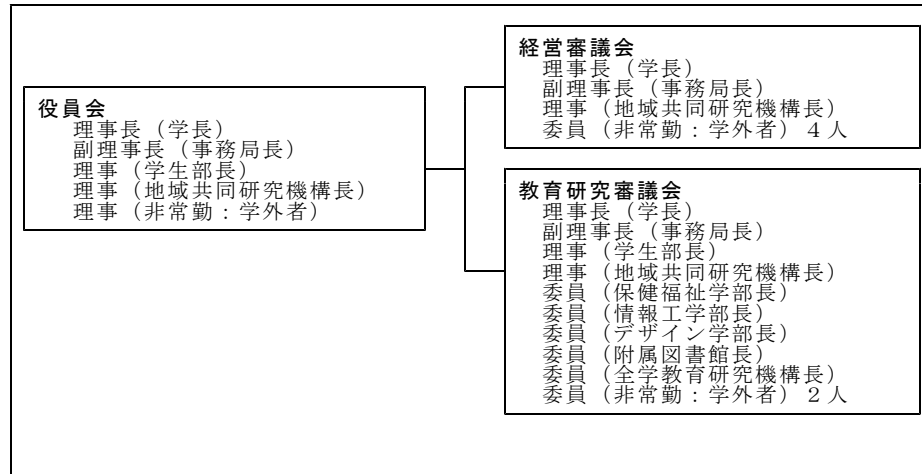 役員会
理事長（学長）
副理事長（事務局長）
理事（学生部長）
理事（地域共同研究機構長）
理事（非常勤：学外者）
経営審議会
理事長（学長）
副理事長（事務局長）
理事（地域共同研究機構長）
委員（非常勤：学外者）４人
教育研究審議会
理事長（学長）
副理事長（事務局長）
理事（学生部長）
理事（地域共同研究機構長）
委員（保健福祉学部長）
委員（情報工学部長）
委員（デザイン学部長）
委員（附属図書館長）
委員（全学教育研究機構長）
委員（非常勤：学外者）２人